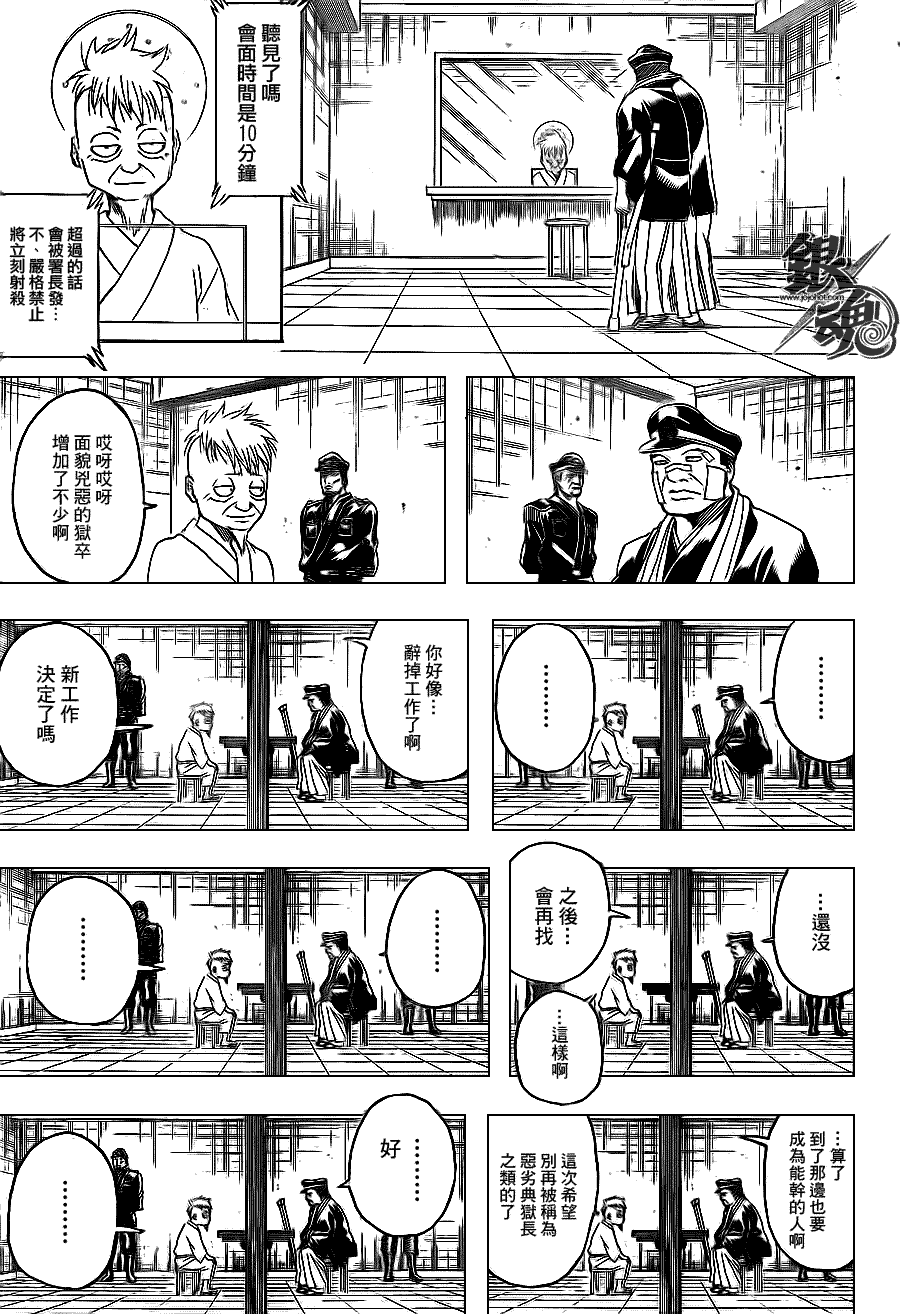 聽見了嗎
會面時間是10分鐘
超過的話
會被署長發…
不、嚴格禁止
將立刻射殺
銀魂
www.jojohot.com
哎呀哎呀
面貌兇惡的獄卒
增加了不少啊
………
你好像…
辭掉工作了啊
新工作
決定了嗎
…還沒
之後…
會再找
…這樣啊
………
………
…算了
到了那邊也要
成為能幹的人啊
這次希望
別再被稱為
惡劣典獄長
之類的了
好
………